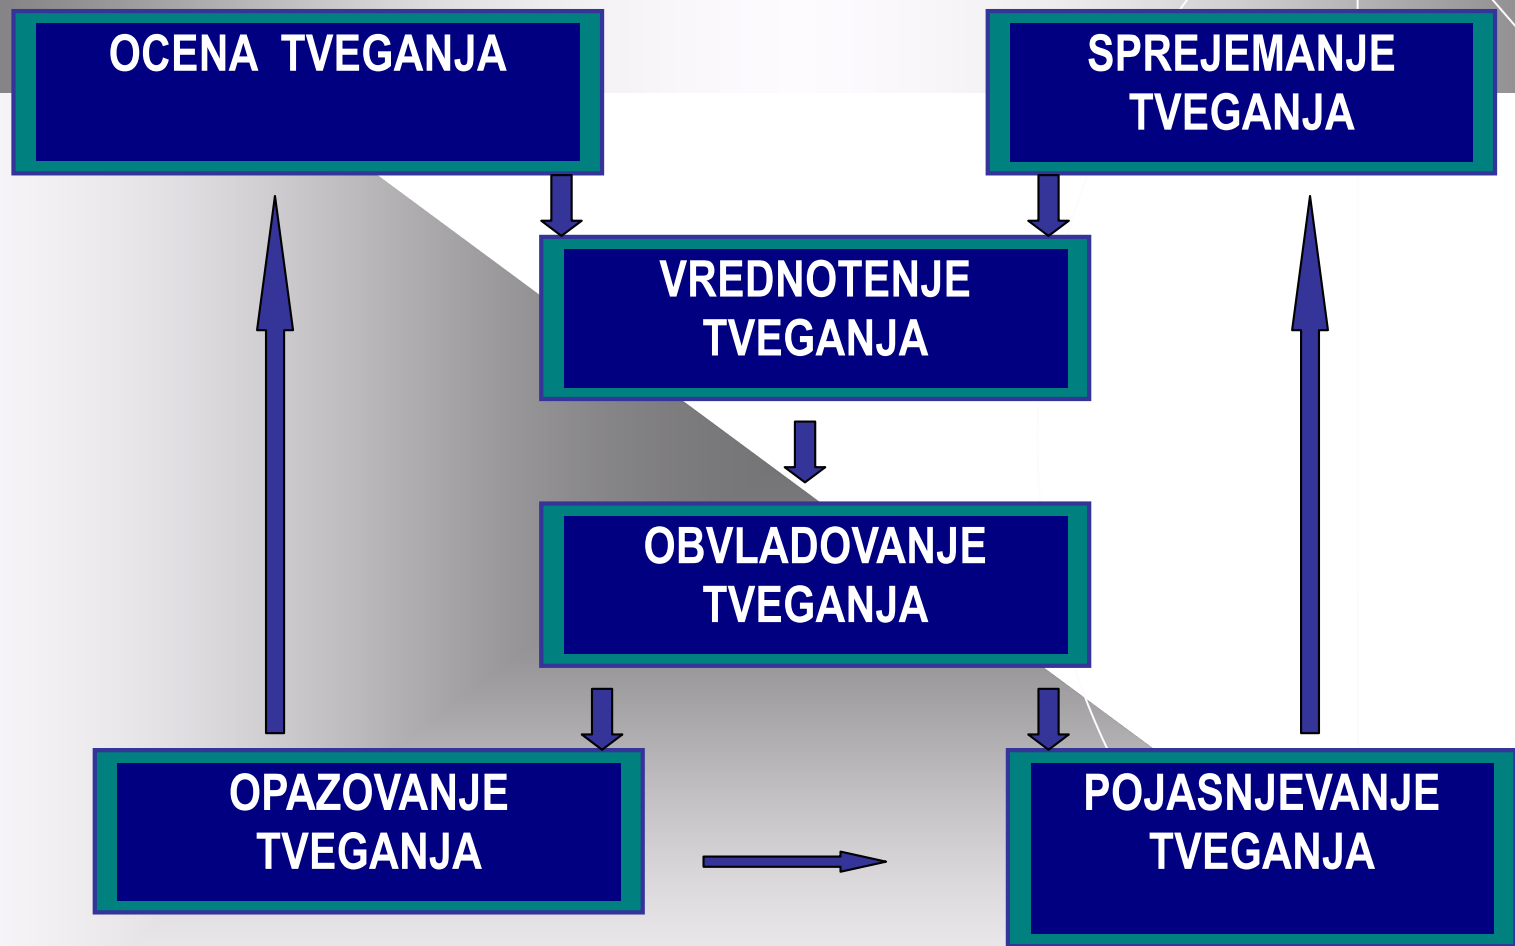 OCENA TVEGANJA
SPREJEMANJE
TVEGANJA
VREDNOTENJE
TVEGANJA
OBVLADOVANJE
TVEGANJA
OPAZOVANJE
TVEGANJA
POJASNJEVANJE
TVEGANJA